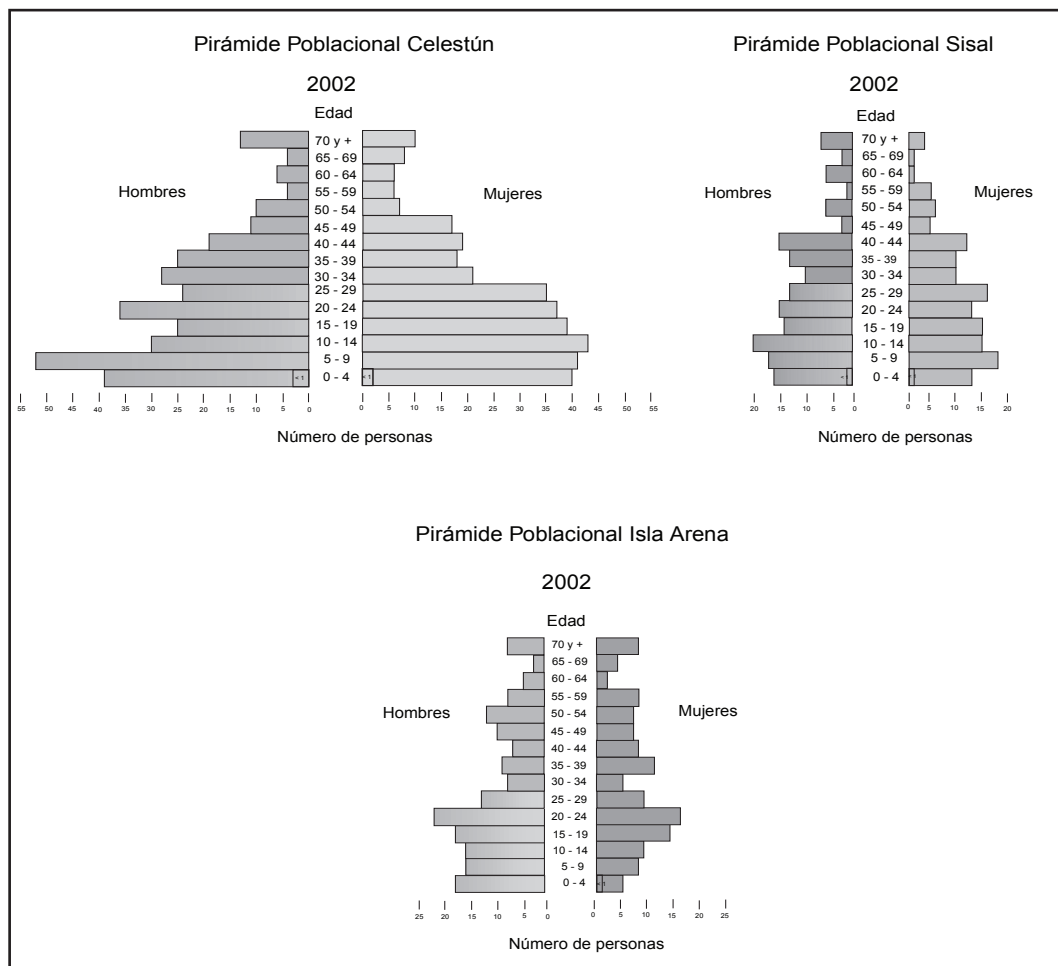 Pirámide Poblacional Celestún
2002
Edad
Hombres
Mujeres
70 y +
65 - 69
60 - 64
55 - 59
50 - 54
45 - 49
40 - 44
35 - 39
30 - 34
25 - 29
20 - 24
15 - 19
10 - 14
5 - 9
0 - 4
< 1
< 1
55 50 45 40 35 30 25 20 15 10 5 0
0 5 10 15 20 25 30 35 40 45 50 55
Número de personas
Pirámide Poblacional Sisal
2002
Edad
Hombres
Mujeres
70 y +
65 - 69
60 - 64
55 - 59
50 - 54
45 - 49
40 - 44
35 - 39
30 - 34
25 - 29
20 - 24
15 - 19
10 - 14
5 - 9
0 - 4
< 1
< 1
20 15 10 5 0
0 5 10 15 20
Número de personas
Pirámide Poblacional Isla Arena
2002
Edad
Hombres
Mujeres
70 y +
65 - 69
60 - 64
55 - 59
50 - 54
45 - 49
40 - 44
35 - 39
30 - 34
25 - 29
20 - 24
15 - 19
10 - 14
5 - 9
0 - 4
< 1
25 20 15 10 5 0
0 5 10 15 20 25
Número de personas